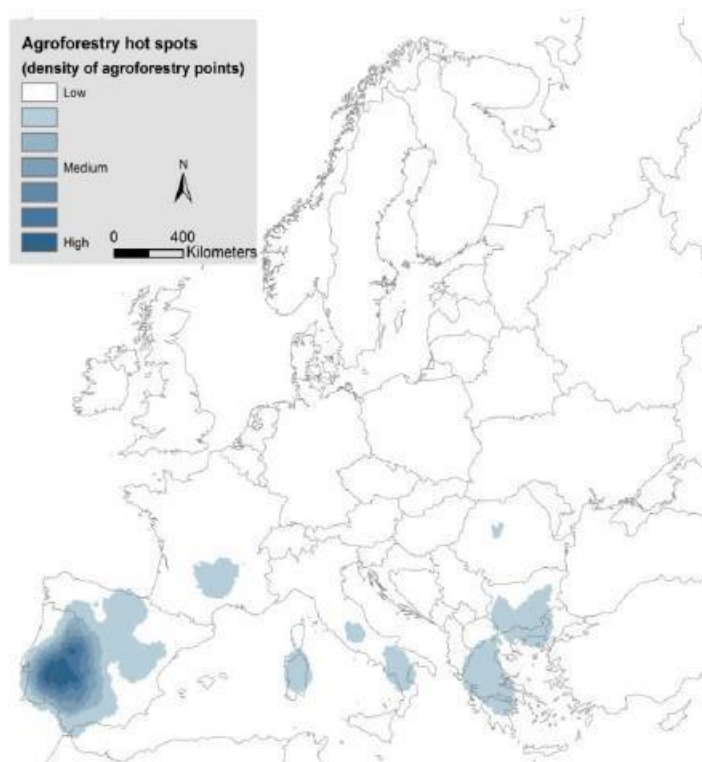 Agroforestry hot spots
(density of agroforestry points)
Low
Medium
High
N
0 400
Kilometers